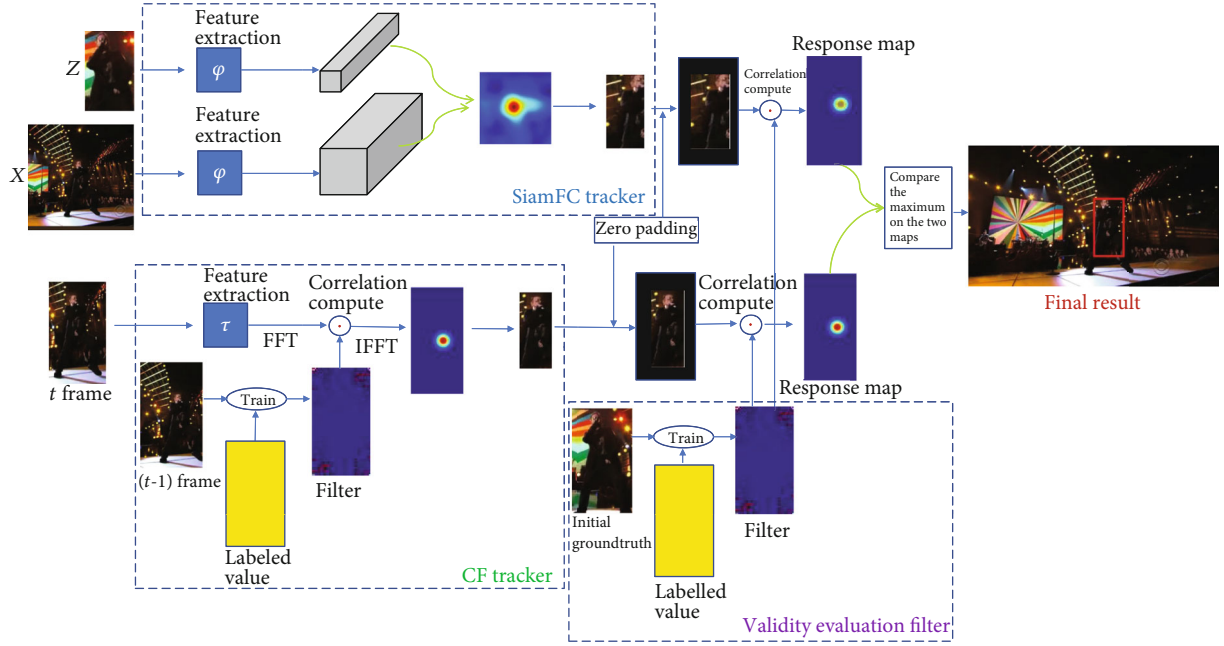 Z
Feature
extraction
φ
X
Feature
extraction
φ
SiamFC tracker
Correlation
compute
Response map
Zero padding
Compare
the
maximum
on the two
maps
Final result
t frame
Feature
extraction
τ
FFT
Correlation
compute
IFFT
(t-1) frame
Train
Labeled
value
Filter
CF tracker
Correlation
compute
Response map
Initial
groundtruth
Train
Labelled
value
Filter
Validity evaluation filter